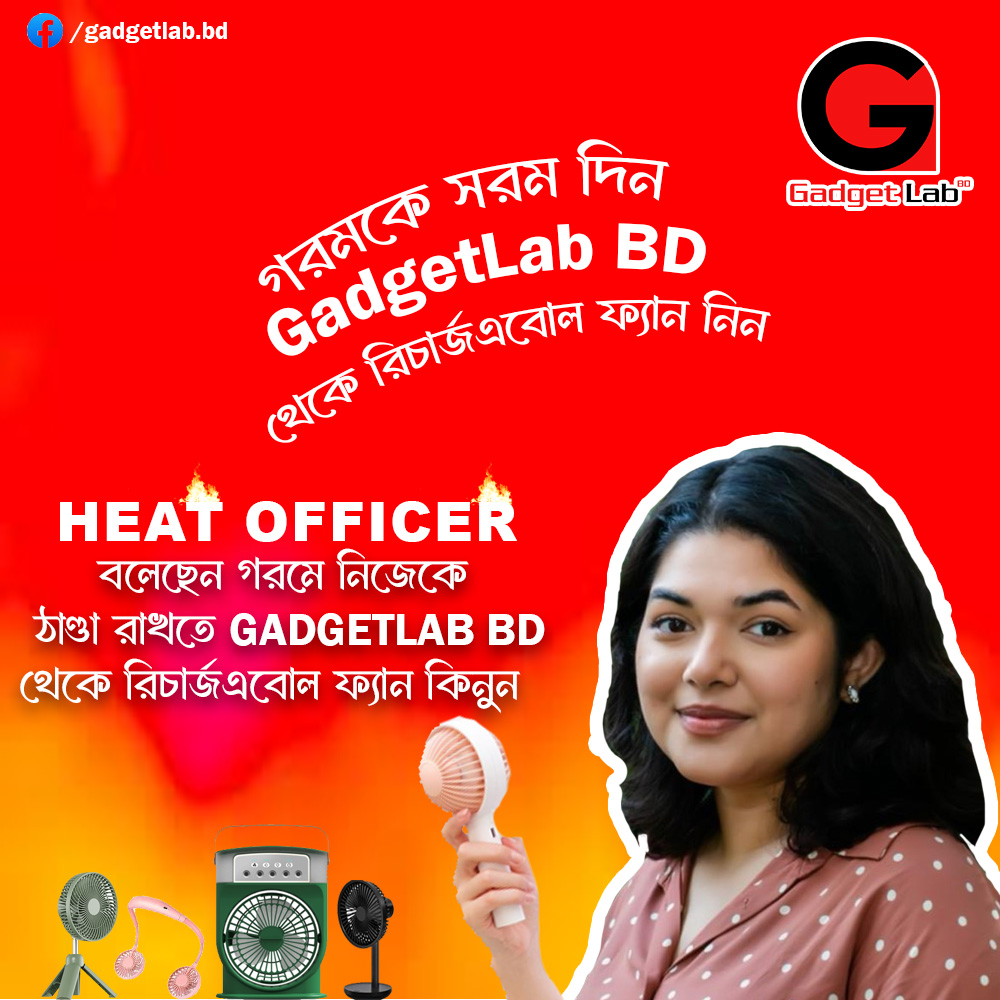 /gadgetlab.bd
G
Gadget Lab BD
গরমকে সরম দিন
GadgetLab BD
থেকে রিচার্জএবোল ফ্যান নিন
HEAT OFFICER
বলেছেন গরমে নিজেকে
ঠাণ্ডা রাখতে GADGETLAB BD
থেকে রিচার্জএবোল ফ্যান কিনুন